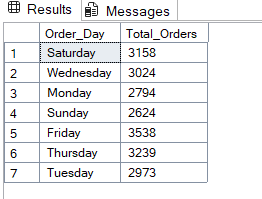 Results Messages
Order_Day Total_Orders
1 Saturday 3158
2 Wednesday 3024
3 Monday 2794
4 Sunday 2624
5 Friday 3538
6 Thursday 3239
7 Tuesday 2973